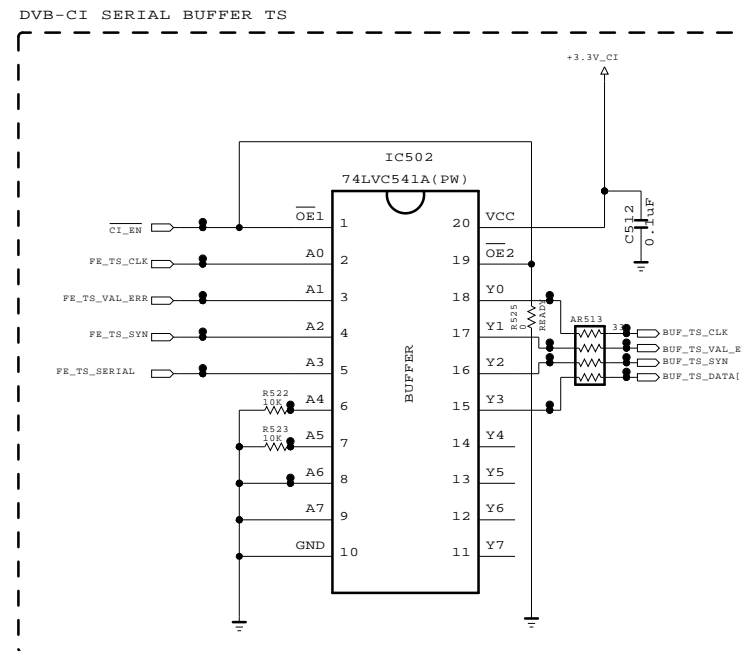 DVB-CI SERIAL BUFFER TS
+3.3V_CI
IC502
74LVC541A(PW)
C512
0.1uF
CI_EN
OE1
1
20
VCC
FE_TS_CLK
A0
2
19
OE2
FE_TS_VAL_ERR
A1
3
18
Y0
R525
0
READY
AR513
33
BUF_TS_CLK
FE_TS_SYN
A2
4
17
Y1
BUF_TS_VAL_E
FE_TS_SERIAL
A3
5
16
Y2
BUF_TS_SYN
BUF_TS_DATA[
BUFFER
R522
10K
A4
6
15
Y3
R523
10K
A5
7
14
Y4
A6
8
13
Y5
A7
9
12
Y6
GND
10
11
Y7